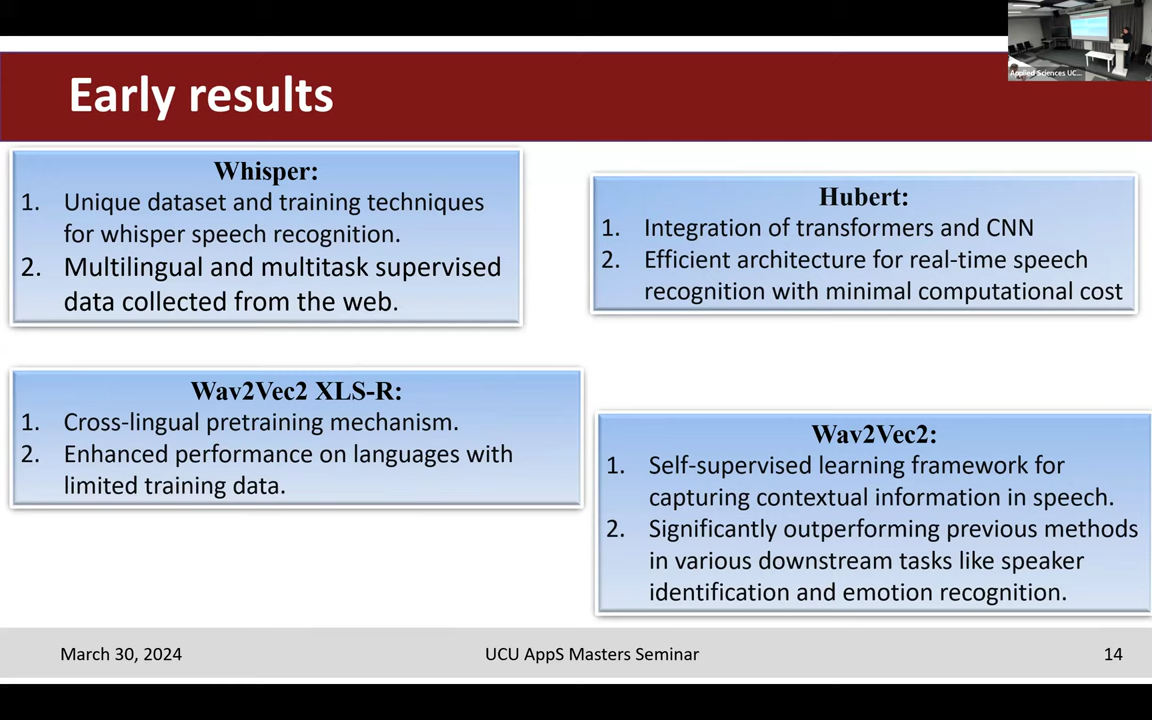 Early results
Applied Sciences UC...
Whisper:
1. Unique dataset and training techniques
for whisper speech recognition.
2. Multilingual and multitask supervised
data collected from the web.
Hubert:
1. Integration of transformers and CNN
2. Efficient architecture for real-time speech
recognition with minimal computational cost
Wav2Vec2 XLS-R:
1. Cross-lingual pretraining mechanism.
2. Enhanced performance on languages with
limited training data.
Wav2Vec2:
1. Self-supervised learning framework for
capturing contextual information in speech.
2. Significantly outperforming previous methods
in various downstream tasks like speaker
identification and emotion recognition.
March 30, 2024
UCU AppS Masters Seminar
14